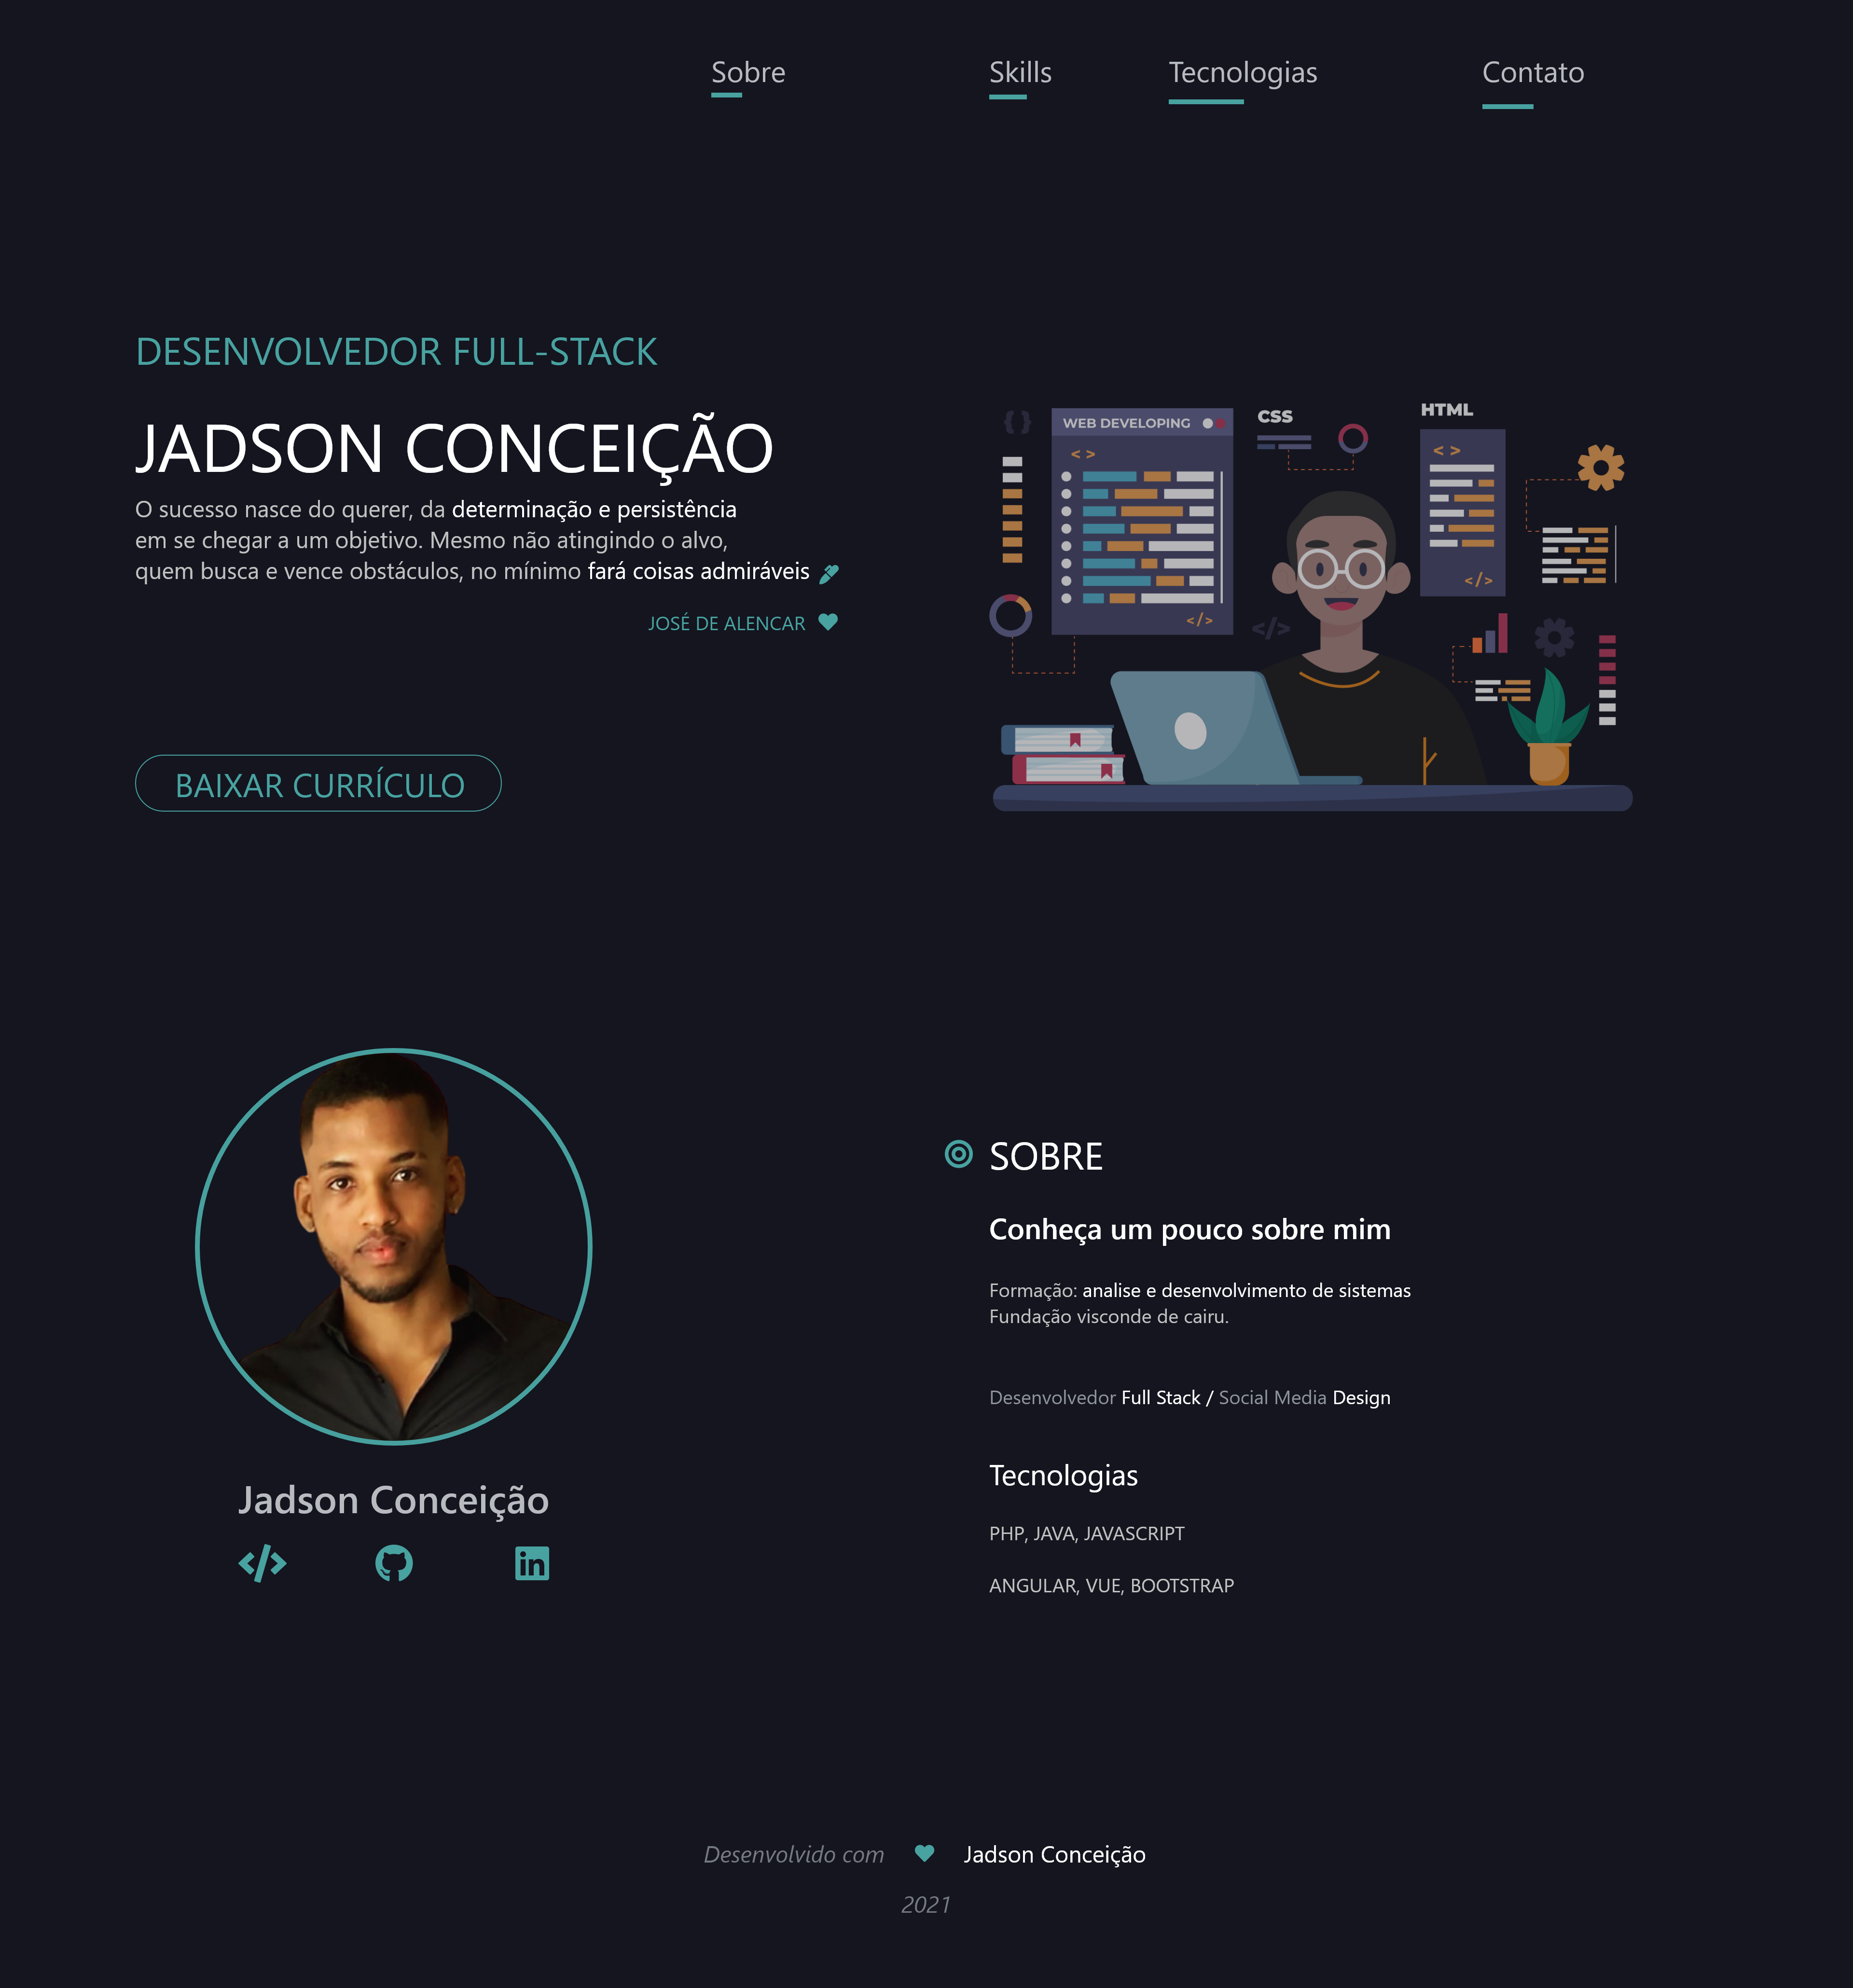 Sobre
Skills
Tecnologias
Contato
DESENVOLVEDOR FULL-STACK
JADSON CONCEIÇÃO
O sucesso nasce do querer, da determinação e persistência
em se chegar a um objetivo. Mesmo não atingindo o alvo,
quem busca e vence obstáculos, no mínimo fará coisas admiráveis
JOSÉ DE ALENCAR
BAIXAR CURRÍCULO
{ }
WEB DEVELOPING
< >
</>
CSS
HTML
< >
</>
</>
SOBRE
Conheça um pouco sobre mim
Formação: analise e desenvolvimento de sistemas
Fundação visconde de cairu.
Desenvolvedor Full Stack / Social Media Design
Tecnologias
PHP, JAVA, JAVASCRIPT
ANGULAR, VUE, BOOTSTRAP
Jadson Conceição
</>
in
Desenvolvido com Jadson Conceição
2021